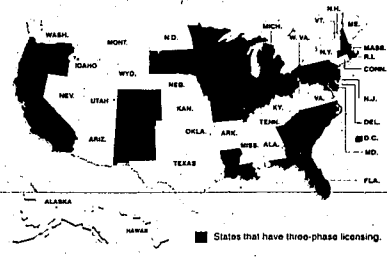 N.H.
VT.
ME.
MICH.
WASH.
N.D.
W. VA.
MONT.
MASS.
N.Y.
R.I.
IDAHO
CONN.
WYO.
NEB.
NEV.
UTAH
KAN.
KY.
VA.
N.J.
DEL.
TENN.
OKLA.
ARK.
D.C.
ARIZ.
MISS.
ALA.
MD.
TEXAS
FLA.
ALASKA
HAWAII
States that have three-phase licensing.